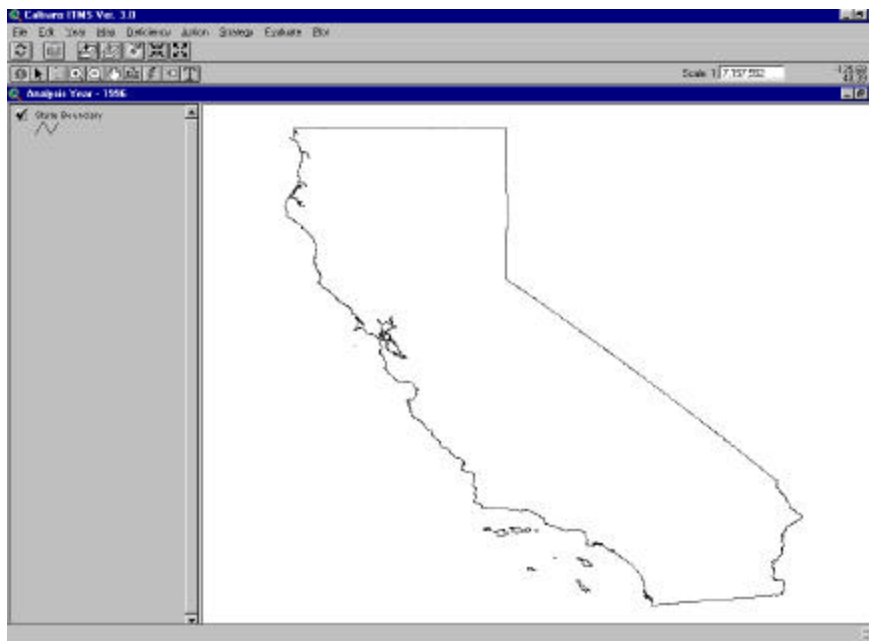 Caltrans ITMS Ver. 3.0
File Edit View Map Deficiency Action Strategy Evaluate
Scale 1:
Analysis Year - 1996
State Boundary